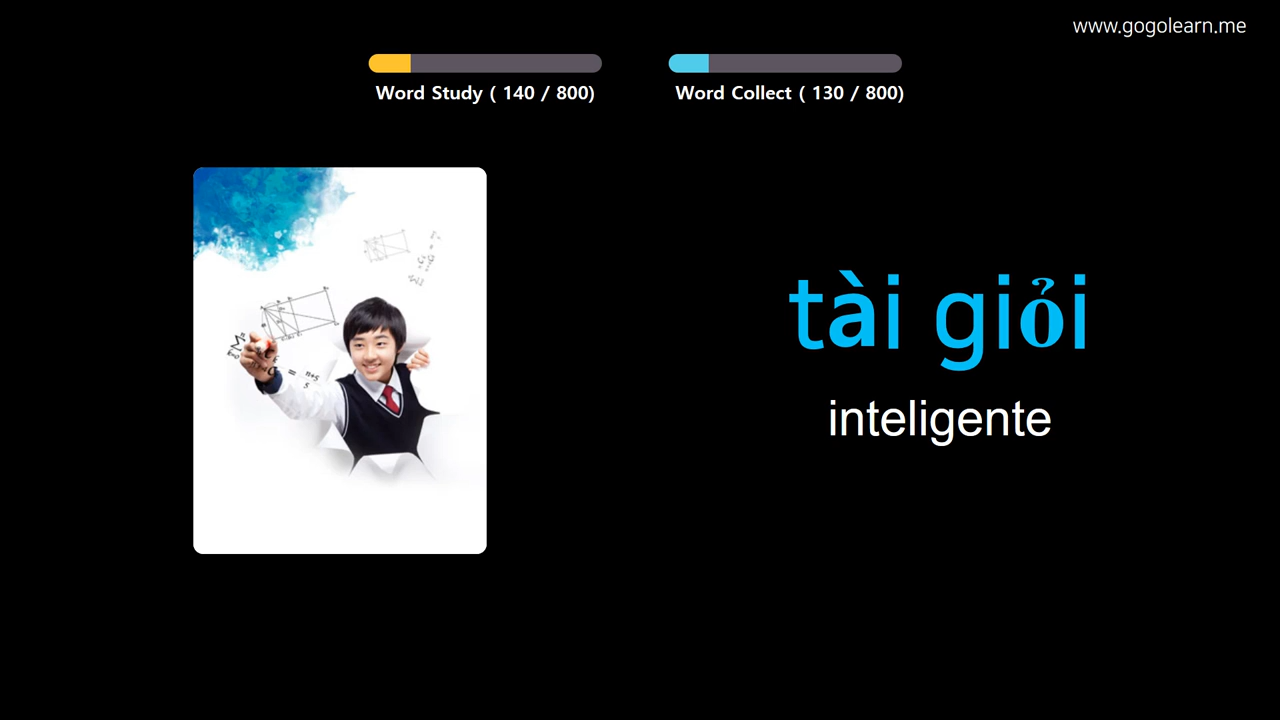 www.gogolearn.me
Word Study ( 140 / 800)
Word Collect ( 130 / 800)
tài giỏi
inteligente